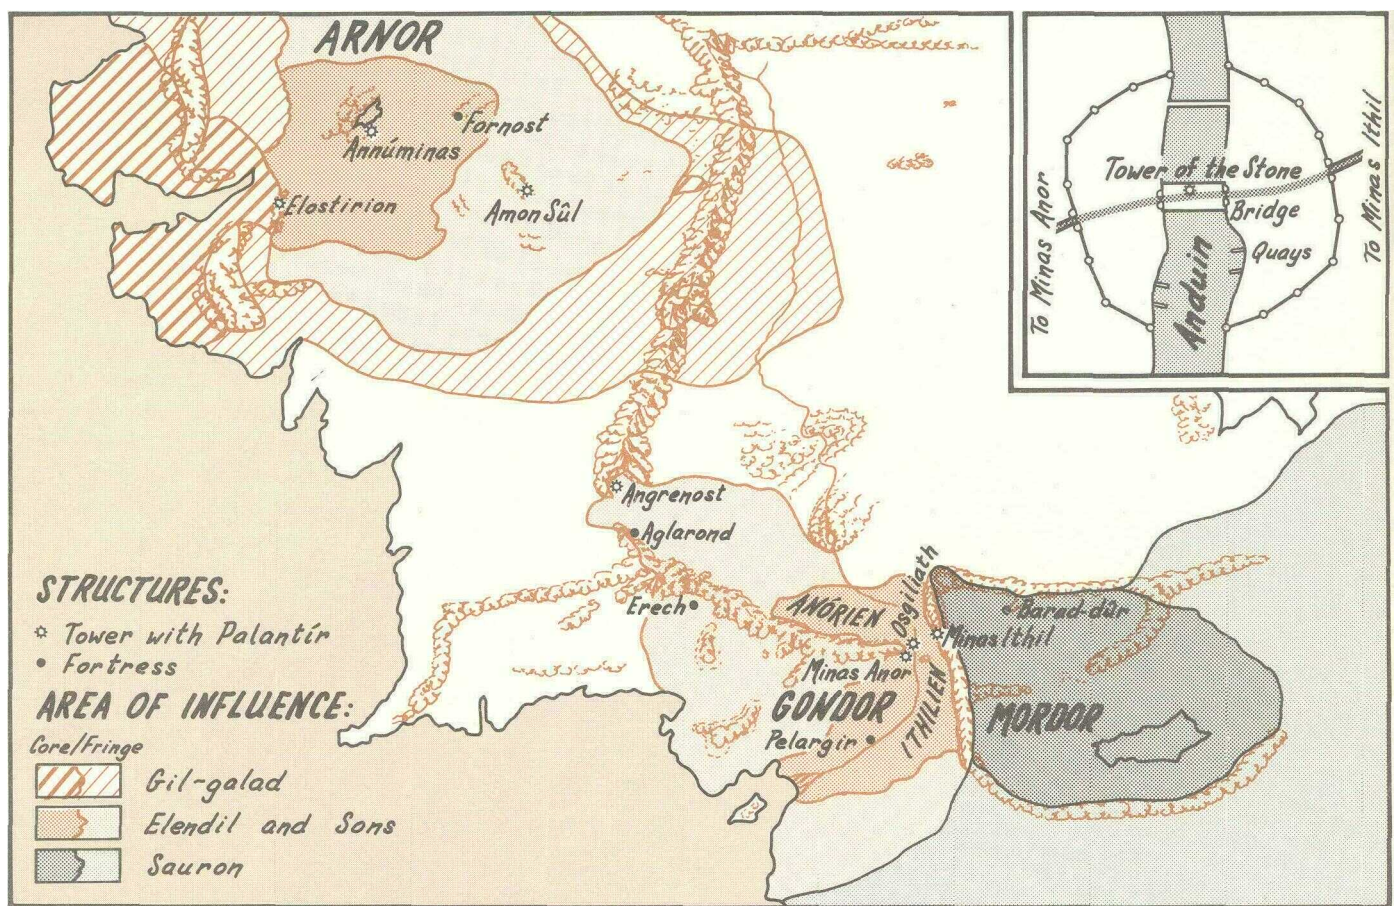 ARNOR
Fornost
Annúminas
Elostirion
Amon Sûl
Tower of the Stone
Bridge
Quays
Anduin
To Minas Anor
To Minas Ithil
Angrenost
Aglarond
Erech
ANÓRIEN
Osgiliath
Barad-dûr
Minas Ithil
Minas Anor
GONDOR
ITHILIEN
MORDOR
Pelargir
STRUCTURES:
Tower with Palantír
Fortress
AREA OF INFLUENCE:
Core/Fringe
Gil-galad
Elendil and Sons
Sauron